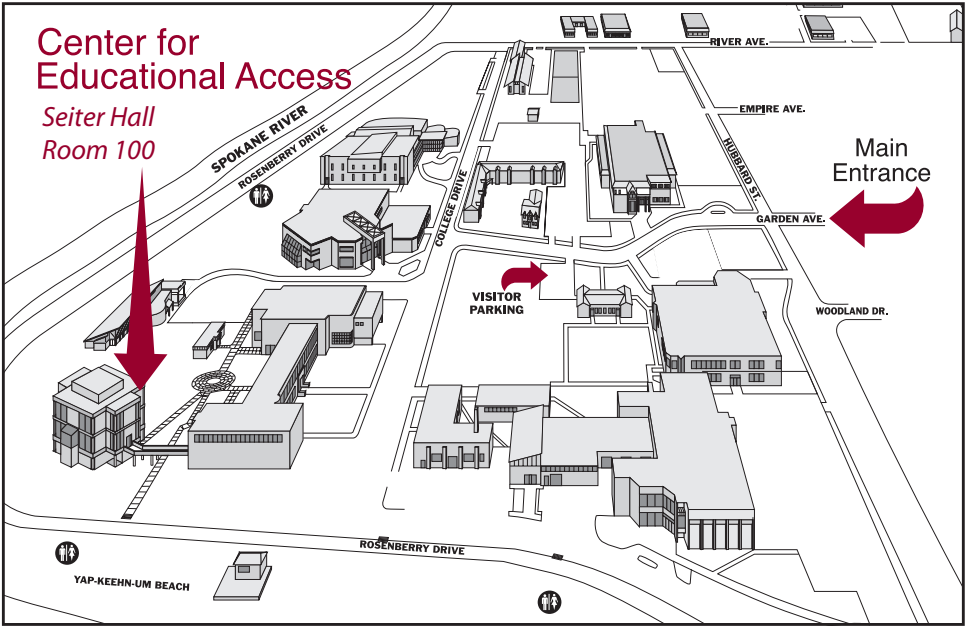 Center for
Educational Access
Seiter Hall
Room 100
SPOKANE RIVER
ROSENBERRY DRIVE
COLLEGE DRIVE
RIVER AVE.
EMPIRE AVE.
HUBBARD ST.
Main
Entrance
GARDEN AVE.
VISITOR
PARKING
WOODLAND DR.
ROSENBERRY DRIVE
YAP-KEEHN-UM BEACH